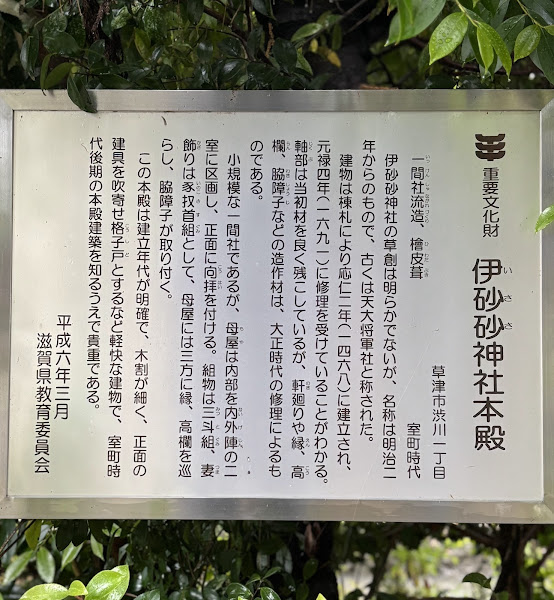 重要文化財
伊砂砂神社本殿
草津市渋川一丁目
室町時代
一間社流造、檜皮葺
伊砂砂神社の草創は明らかでないが、名称は明治二
年からのもので、古くは天大将軍社と称された。
建物は棟札により応仁二年(一四六八)に建立され、
元禄四年(一六九一)に修理を受けていることがわかる。
軸部は当初材を良く残しているが、軒廻りや縁、高
欄、脇障子などの造作材は、大正時代の修理によるも
のである。
小規模な一間社であるが、母屋は内部を内外陣の二
室に区画し、正面に向拝を付ける。組物は三斗組、妻
飾りは豕扠首組として、母屋には三方に縁、高欄を巡
らし、脇障子が取り付く。
この本殿は建立年代が明確で、木割が細く、正面の
建具を吹寄せ格子戸とするなど軽快な建物で、室町時
代後期の本殿建築を知るうえで貴重である。
平成六年三月
滋賀県教育委員会